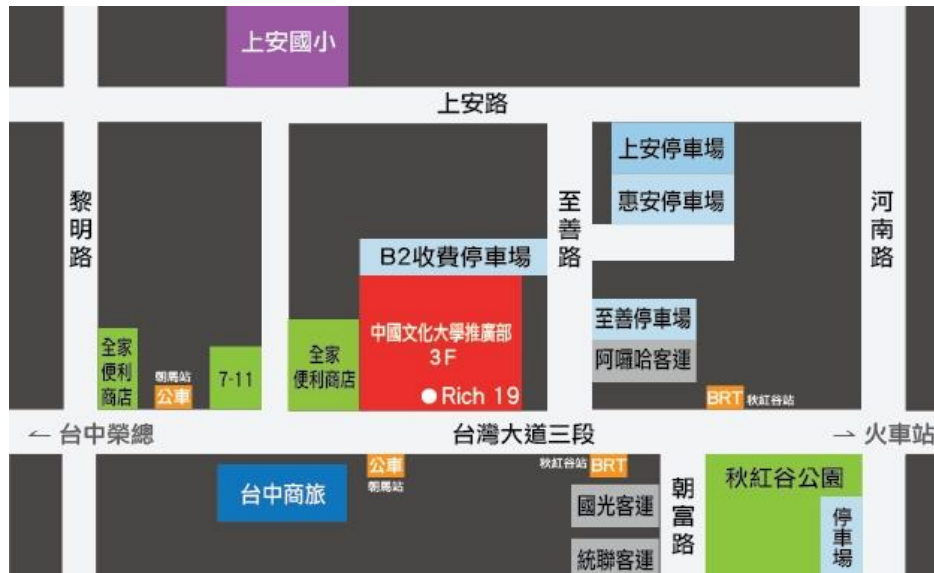 上安國小
上安路
上安停車場
惠安停車場
黎明路
至善路
河南路
B2收費停車場
中國文化大學推廣部
3F
Rich 19
至善停車場
阿囉哈客運
全家
便利
商店
朝馬站
公車
7-11
全家
便利商店
BRT 秋紅谷站
← 台中榮總
台灣大道三段
→ 火車站
台中商旅
公車
朝馬站
秋紅谷站 BRT
國光客運
統聯客運
朝富路
秋紅谷公園
停車場